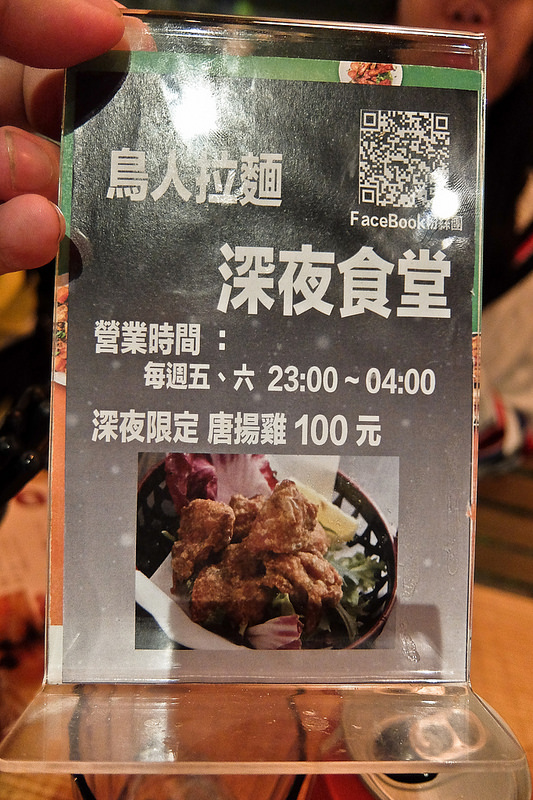 鳥人拉麵
FaceBook粉絲團
深夜食堂
營業時間：
每週五、六 23:00 ~ 04:00
深夜限定 唐揚雞 100 元